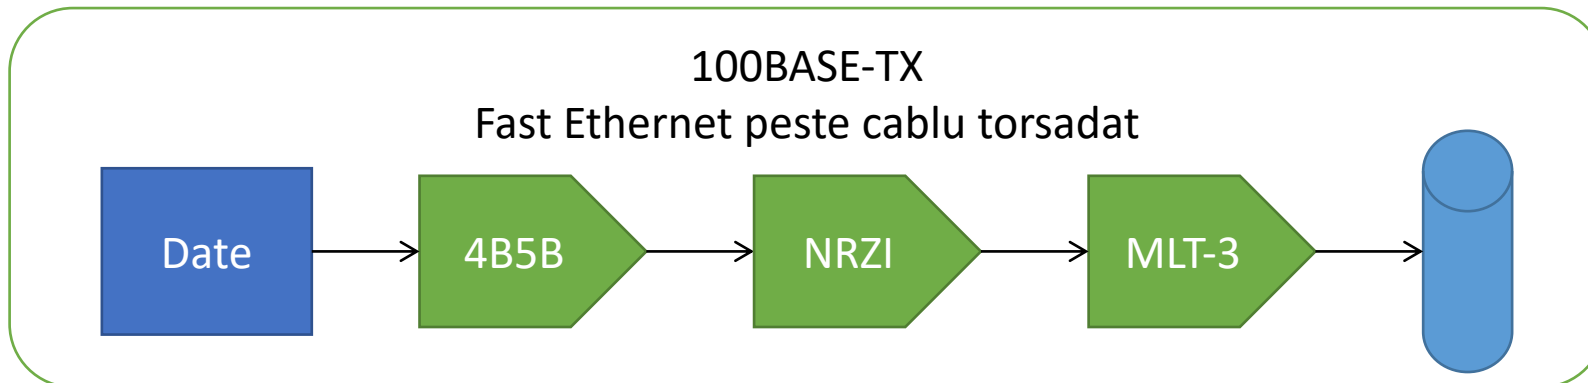 100BASE-TX
Fast Ethernet peste cablu torsadat
Date
4B5B
NRZI
MLT-3